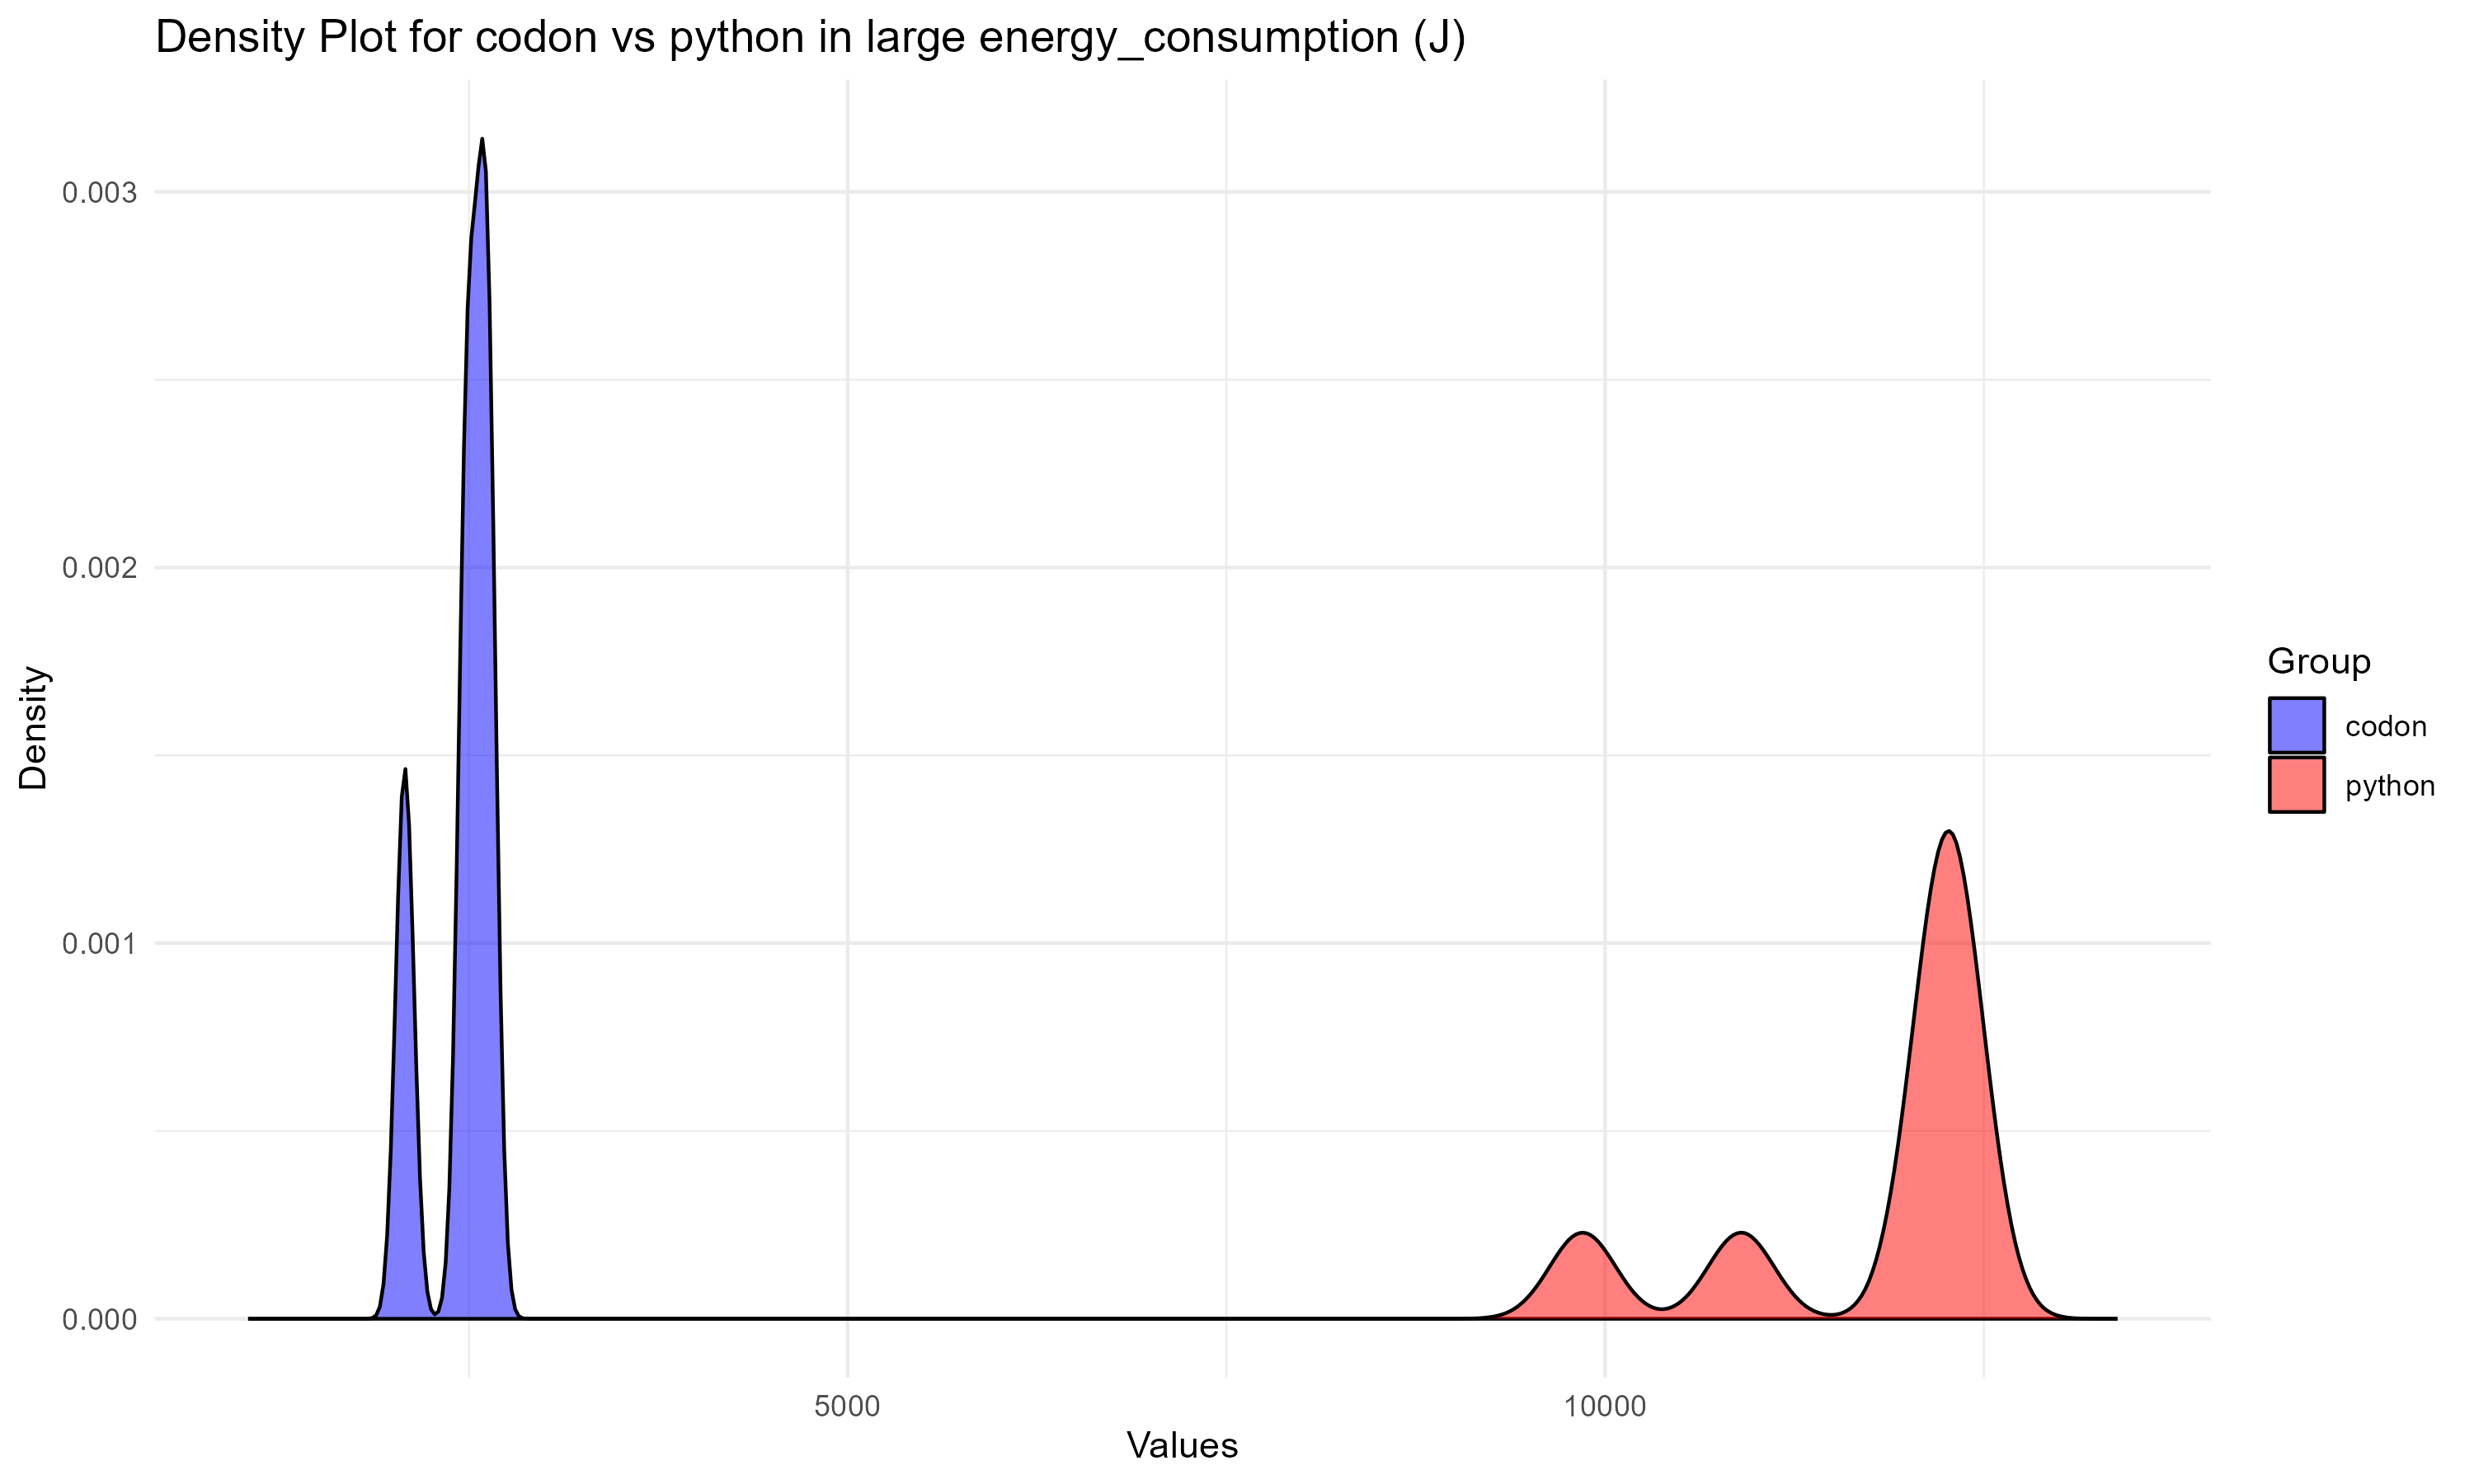 Density Plot for codon vs python in large energy_consumption (J)
0.003
0.002
0.001
0.000
Density
5000
10000
Values
Group
codon
python